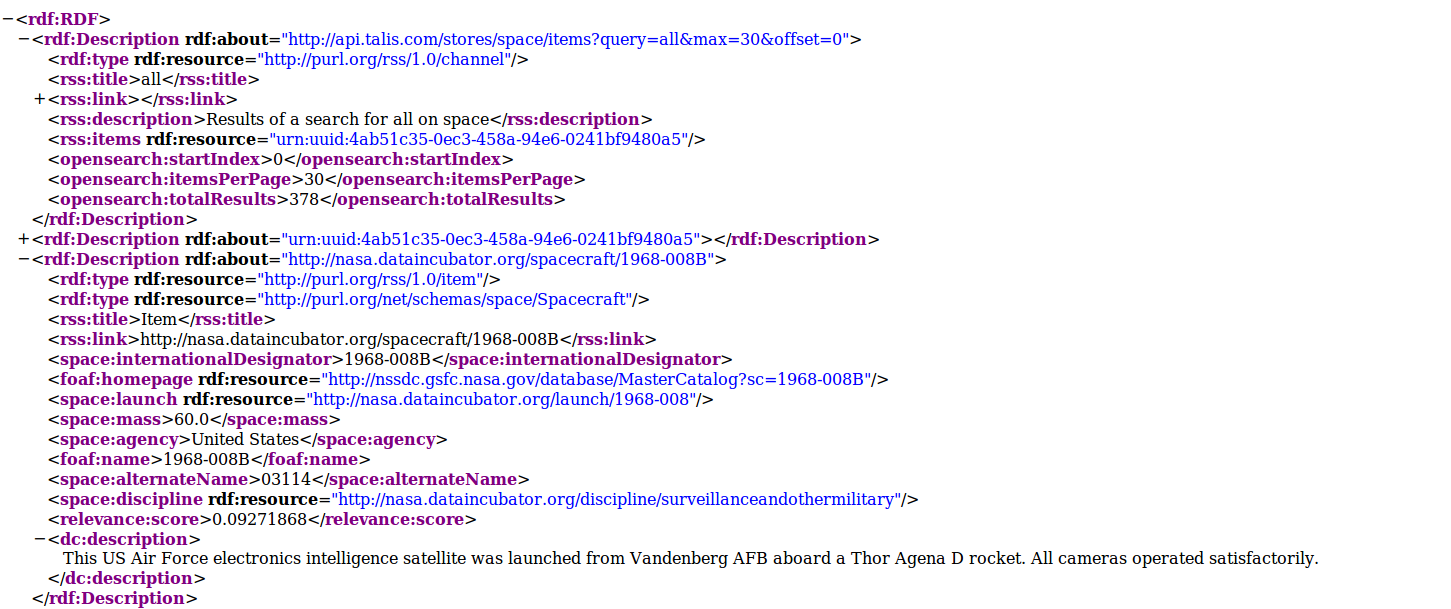 −<rdf:RDF>
−<rdf:Description rdf:about="http://api.talis.com/stores/space/items?query=all&max=30&offset=0">
<rdf:type rdf:resource="http://purl.org/rss/1.0/channel"/>
<rss:title>all</rss:title>
+<rss:link></rss:link>
<rss:description>Results of a search for all on space</rss:description>
<rss:items rdf:resource="urn:uuid:4ab51c35-0ec3-458a-94e6-0241bf9480a5"/>
<opensearch:startIndex>0</opensearch:startIndex>
<opensearch:itemsPerPage>30</opensearch:itemsPerPage>
<opensearch:totalResults>378</opensearch:totalResults>
</rdf:Description>
+<rdf:Description rdf:about="urn:uuid:4ab51c35-0ec3-458a-94e6-0241bf9480a5"></rdf:Description>
−<rdf:Description rdf:about="http://nasa.dataincubator.org/spacecraft/1968-008B">
<rdf:type rdf:resource="http://purl.org/rss/1.0/item"/>
<rdf:type rdf:resource="http://purl.org/net/schemas/space/Spacecraft"/>
<rss:title>Item</rss:title>
<rss:link>http://nasa.dataincubator.org/spacecraft/1968-008B</rss:link>
<space:internationalDesignator>1968-008B</space:internationalDesignator>
<foaf:homepage rdf:resource="http://nssdc.gsfc.nasa.gov/database/MasterCatalog?sc=1968-008B"/>
<space:launch rdf:resource="http://nasa.dataincubator.org/launch/1968-008"/>
<space:mass>60.0</space:mass>
<space:agency>United States</space:agency>
<foaf:name>1968-008B</foaf:name>
<space:alternateName>03114</space:alternateName>
<space:discipline rdf:resource="http://nasa.dataincubator.org/discipline/surveillanceandothermilitary"/>
<relevance:score>0.09271868</relevance:score>
−<dc:description>
This US Air Force electronics intelligence satellite was launched from Vandenberg AFB aboard a Thor Agena D rocket. All cameras operated satisfactorily.
</dc:description>
</rdf:Description>